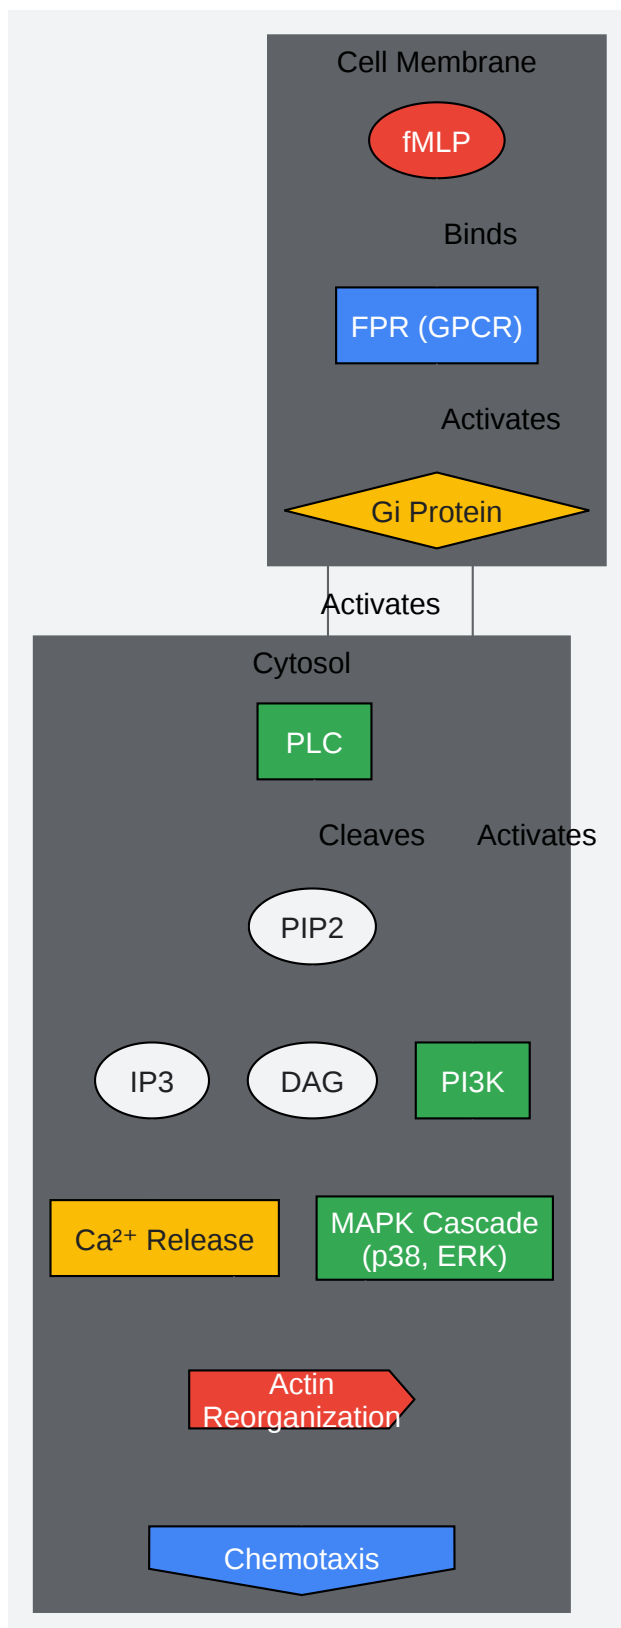 Cell Membrane
fMLP
Binds
FPR (GPCR)
Activates
Gi Protein
Activates
Cytosol
PLC
Cleaves
Activates
PIP2
IP3
DAG
PI3K
Ca²⁺ Release
MAPK Cascade
(p38, ERK)
Actin
Reorganization
Chemotaxis